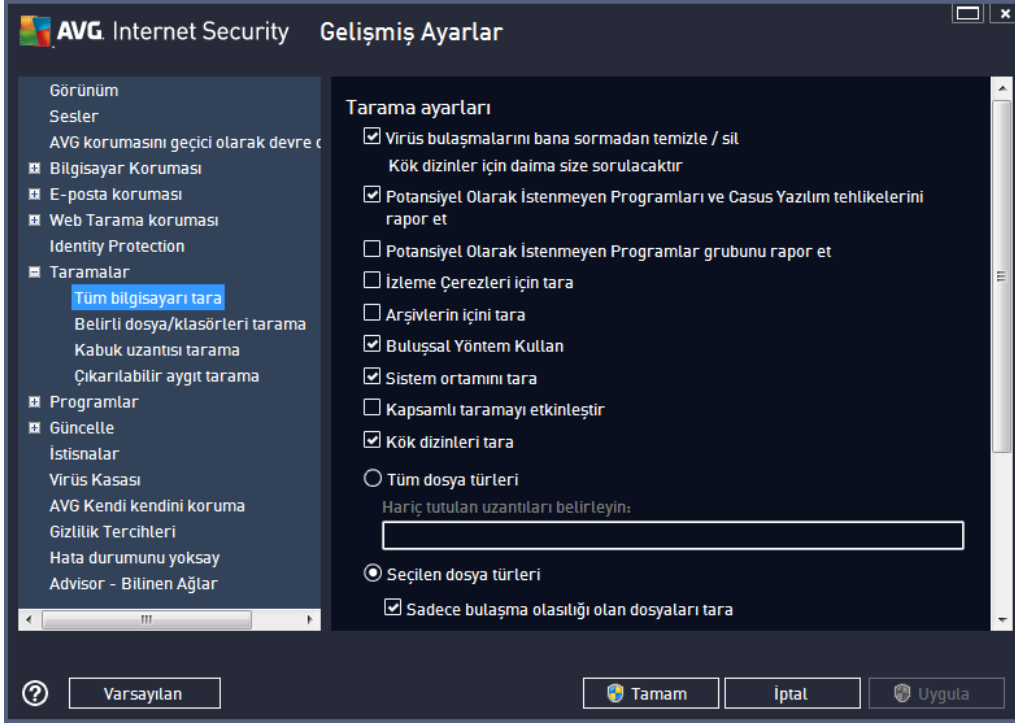 AVG. Internet Security Gelişmiş Ayarlar
Görünüm
Sesler
AVG korumasını geçici olarak devre
Bilgisayar Koruması
E-posta koruması
Web Tarama koruması
Identity Protection
Taramalar
Tüm bilgisayarı tara
Belirli dosya/klasörleri tarama
Kabuk uzantısı tarama
Çıkarılabilir aygıt tarama
Programlar
Güncelle
İstisnalar
Virüs Kasası
AVG Kendi kendini koruma
Gizlilik Tercihleri
Hata durumunu yoksay
Advisor - Bilinen Ağlar
Tarama ayarları
Virüs bulaşmalarını bana sormadan temizle / sil
Kök dizinler için daima size sorulacaktır
Potansiyel Olarak İstenmeyen Programları ve Casus Yazılım tehlikelerini
rapor et
Potansiyel Olarak İstenmeyen Programlar grubunu rapor et
İzleme Çerezleri için tara
Arşivlerin içini tara
Buluşsal Yöntem Kullan
Sistem ortamını tara
Kapsamlı taramayı etkinleştir
Kök dizinleri tara
Tüm dosya türleri
Hariç tutulan uzantıları belirleyin:
Seçilen dosya türleri
Sadece bulaşma olasılığı olan dosyaları tara
Varsayılan
Tamam
İptal
Uygula